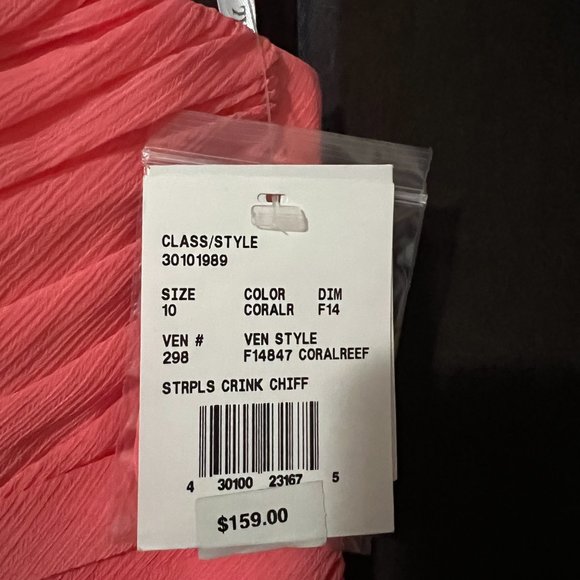 CLASS/STYLE
30101989
SIZE COLOR DIM
10 CORALR F14
VEN # VEN STYLE
298 F14847 CORALREEF
STRPLS CRINK CHIFF
4 30100 23167 5
$159.00